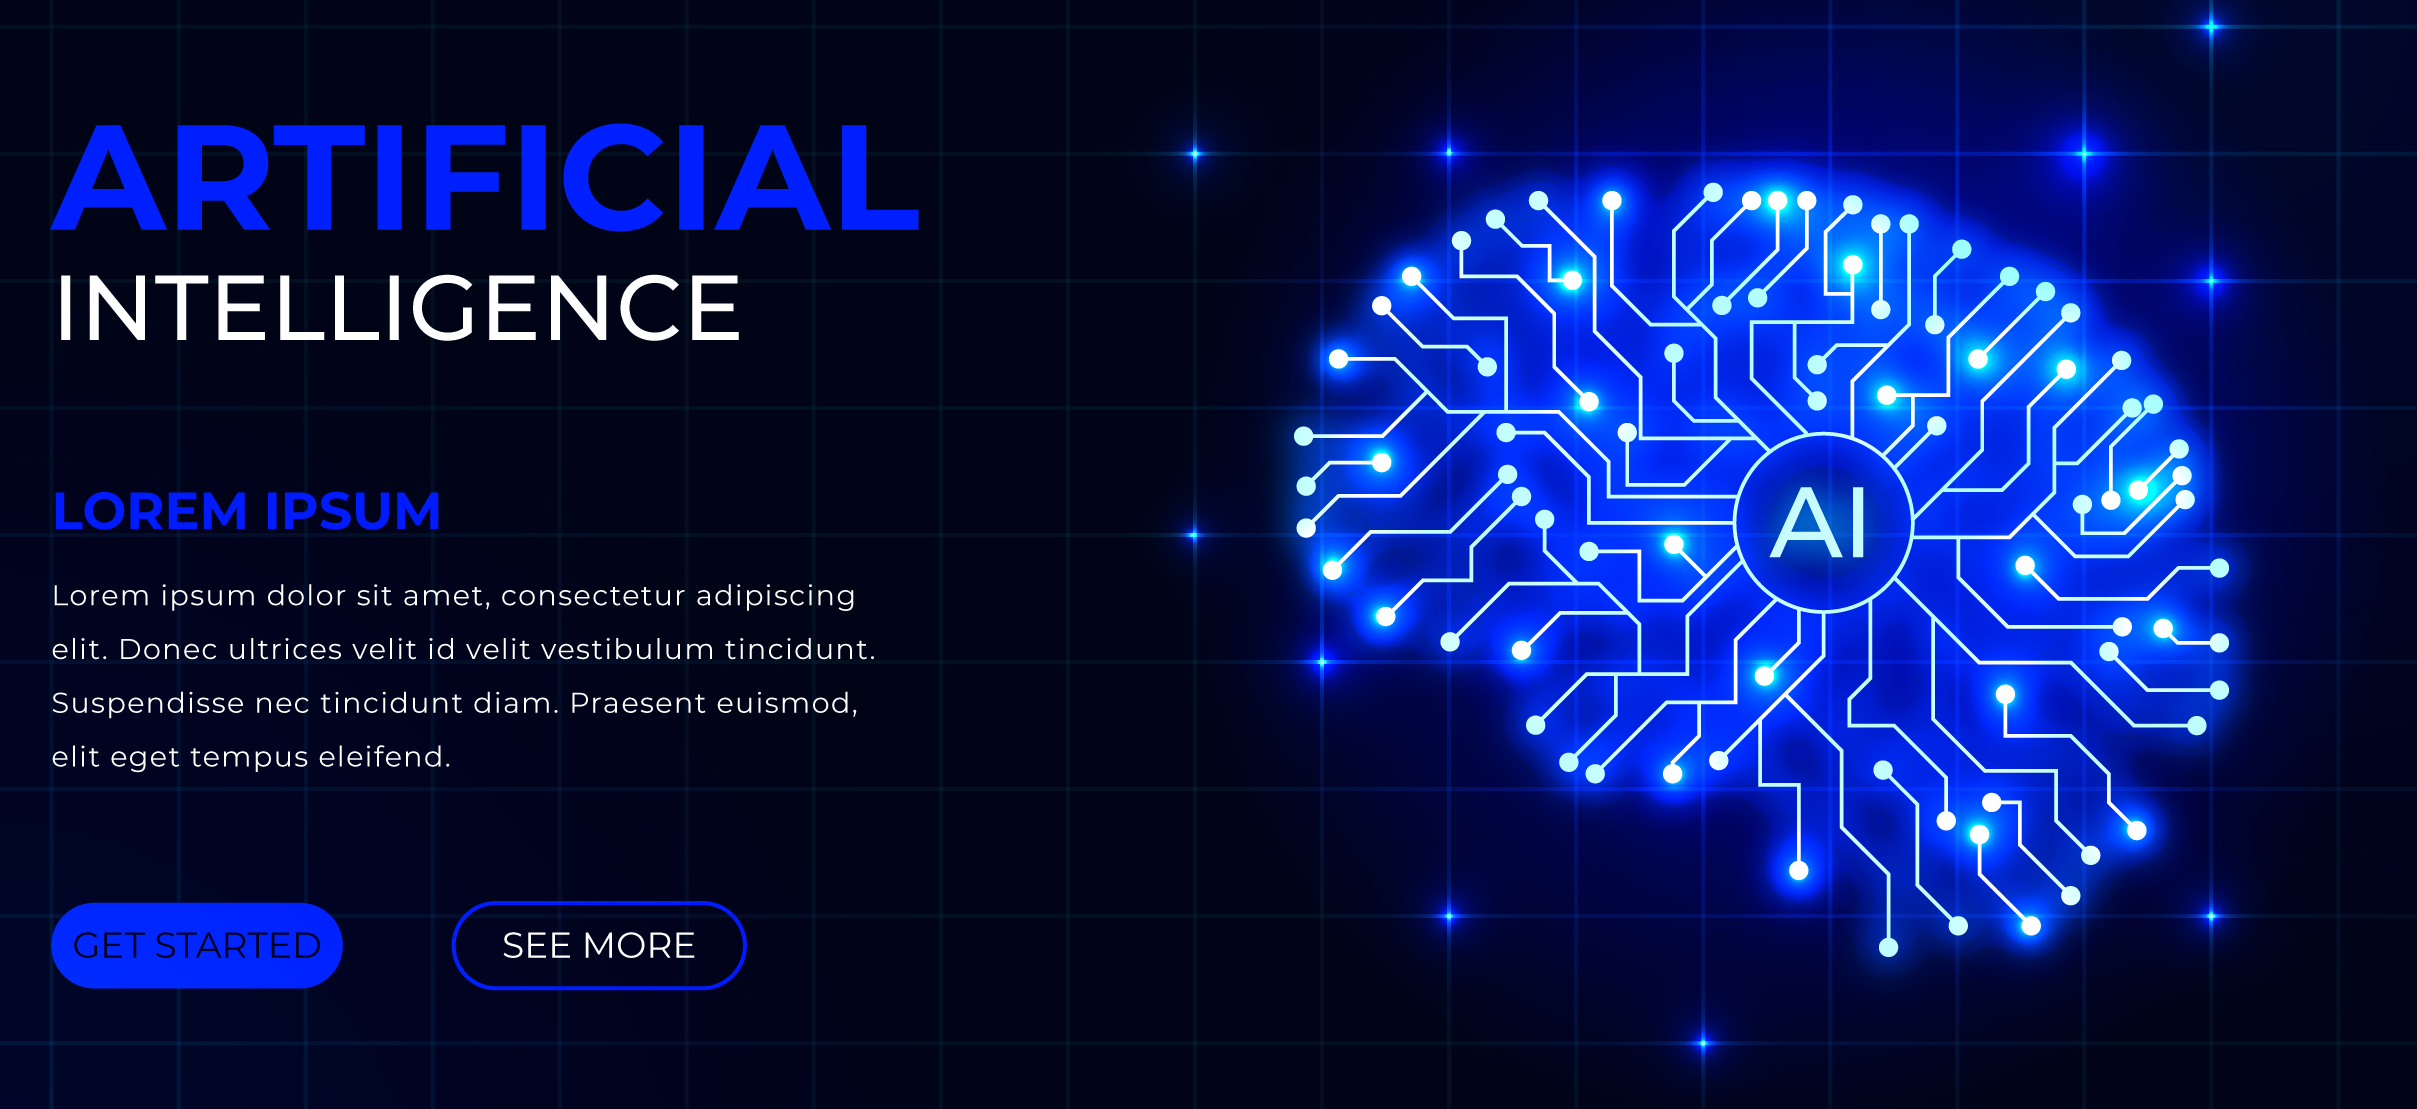 ARTIFICIAL
INTELLIGENCE
LOREM IPSUM
Lorem ipsum dolor sit amet, consectetur adipiscing
elit. Donec ultrices velit id velit vestibulum tincidunt.
Suspendisse nec tincidunt diam. Praesent euismod,
elit eget tempus eleifend.
GET STARTED
SEE MORE
AI